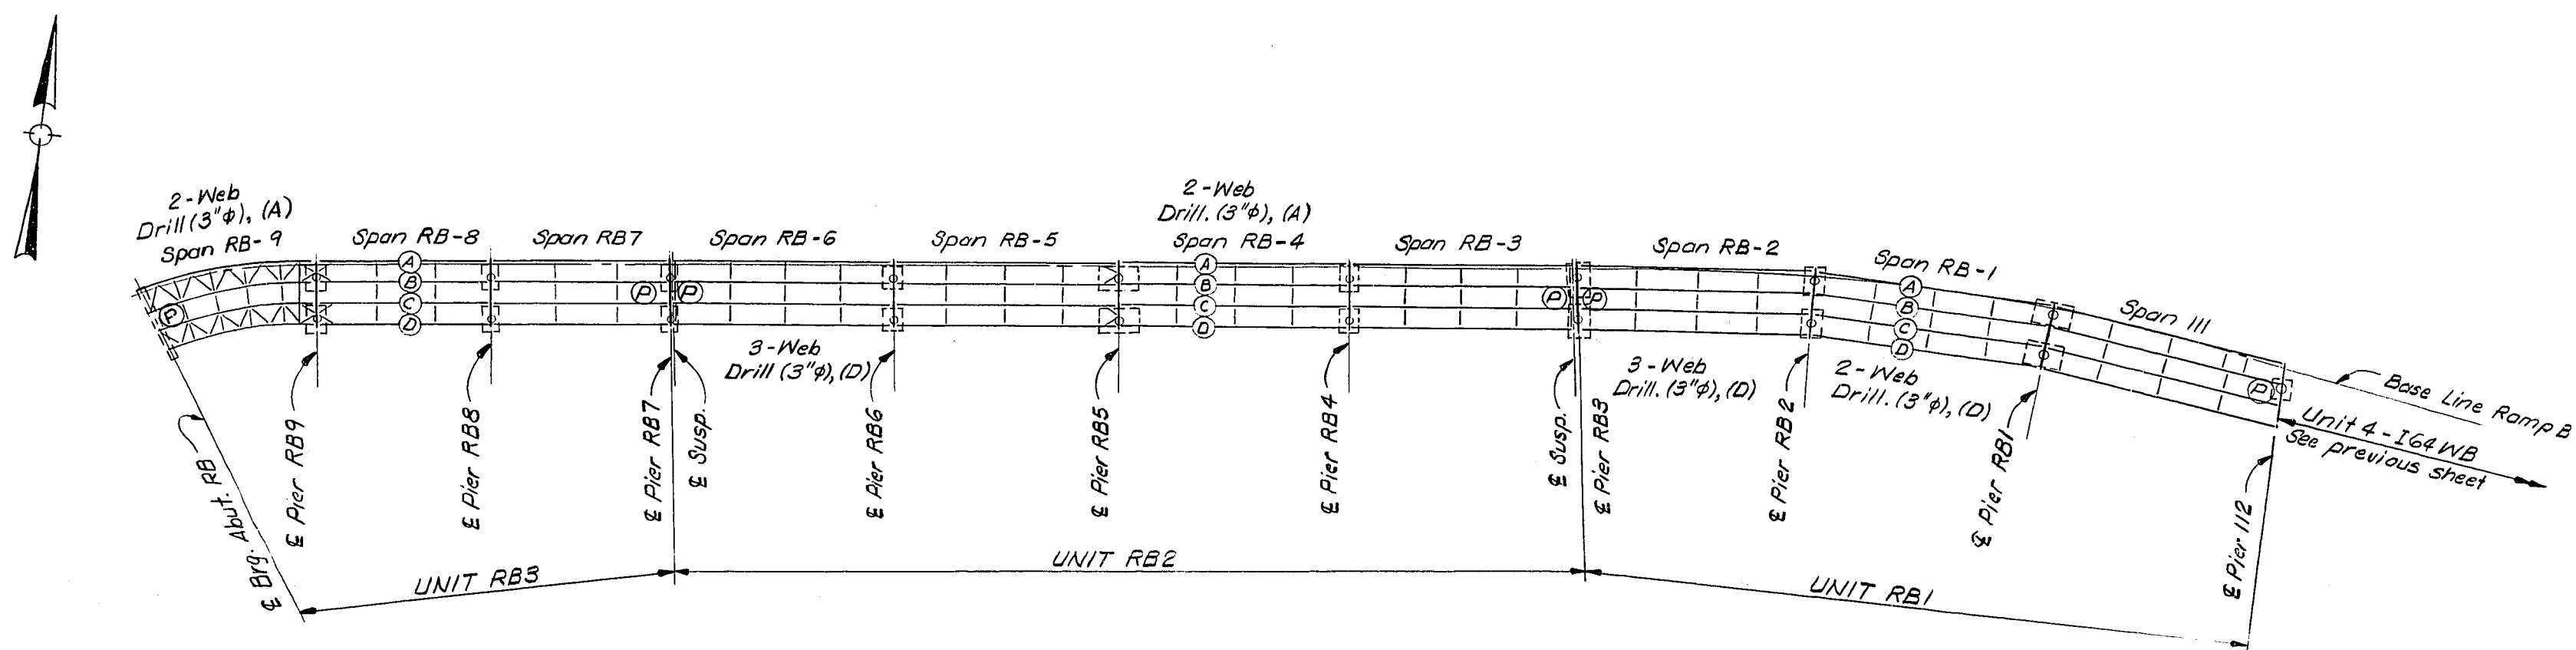 2-Web
Drill (3"φ), (A)
Span RB-9
Span RB-8
Span RB7
Span RB-6
Span RB-5
2-Web
Drill. (3"φ), (A)
Span RB-4
Span RB-3
Span RB-2
Span RB-1
Span 111
A
B
C
D
A
B
C
D
A
B
C
D
P
P
P
P
P
P
3-Web
Drill (3"φ), (D)
3-Web
Drill. (3"φ), (D)
2-Web
Drill. (3"φ), (D)
Base Line Ramp B
Unit 4 - I64 WB
See previous sheet
℄ Brg. Abut. RB
℄ Pier RB9
℄ Pier RB8
℄ Pier RB7
℄ Susp.
℄ Pier RB6
℄ Pier RB5
℄ Pier RB4
℄ Susp.
℄ Pier RB3
℄ Pier RB2
℄ Pier RB1
℄ Pier 112
UNIT RB3
UNIT RB2
UNIT RB1